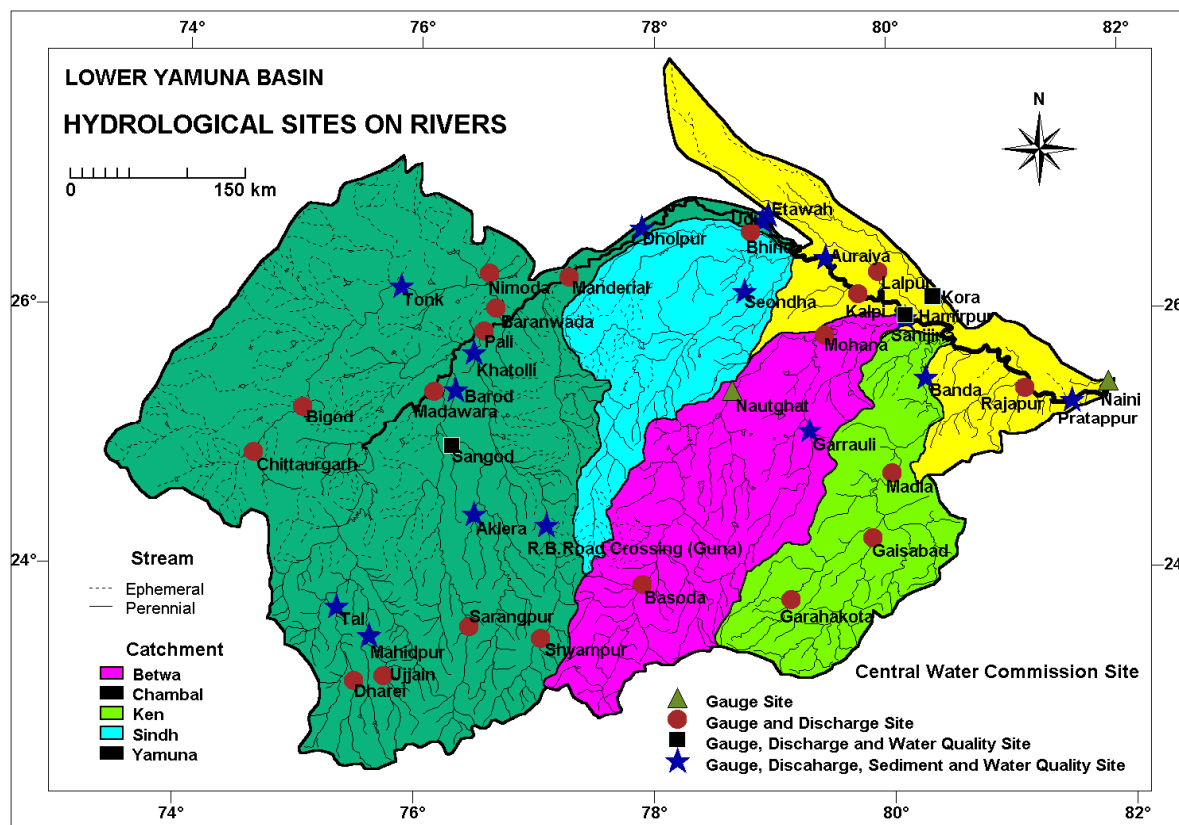 74° 76° 78° 80° 82°
LOWER YAMUNA BASIN
HYDROLOGICAL SITES ON RIVERS
N
0 150 km
Etawah
Dholpur
Bhind
Auraiya
Nimoda
Manderial
Lalpur
Tonk
Seondha
Kora
26° 26°
Baranwada
Kalpi
Hamirpur
Pali
Mohana
Sahijina
Khatolli
Barod
Banda
Madawara
Nautghat
Rajapur
Naini
Bigod
Pratappur
Garrauli
Sangod
Chittaurgarh
Madla
Aklera
R.B.Road Crossing (Guna)
Gaisabad
24° 24°
Stream
Ephemeral
Perennial
Basoda
Tal
Sarangpur
Garahakota
Mahidpur
Shyampur
Ujjain
Dharei
Catchment
Betwa
Chambal
Ken
Sindh
Yamuna
Central Water Commission Site
Gauge Site
Gauge and Discharge Site
Gauge, Discharge and Water Quality Site
Gauge, Discaharge, Sediment and Water Quality Site
74° 76° 78° 80° 82°